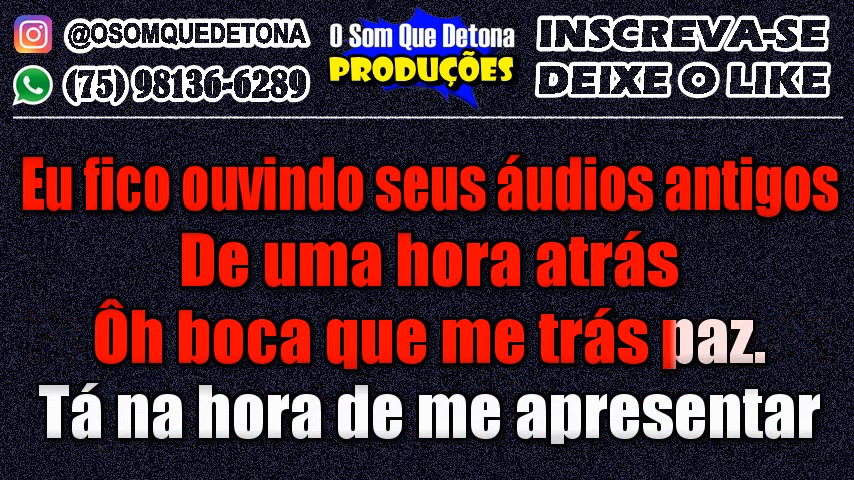 @OSOMQUEDETONA
(75) 98136-6289
O Som Que Detona
PRODUÇÕES
INSCREVA-SE
DEIXE O LIKE
Eu fico ouvindo seus áudios antigos
De uma hora atrás
Ôh boca que me trás paz.
Tá na hora de me apresentar